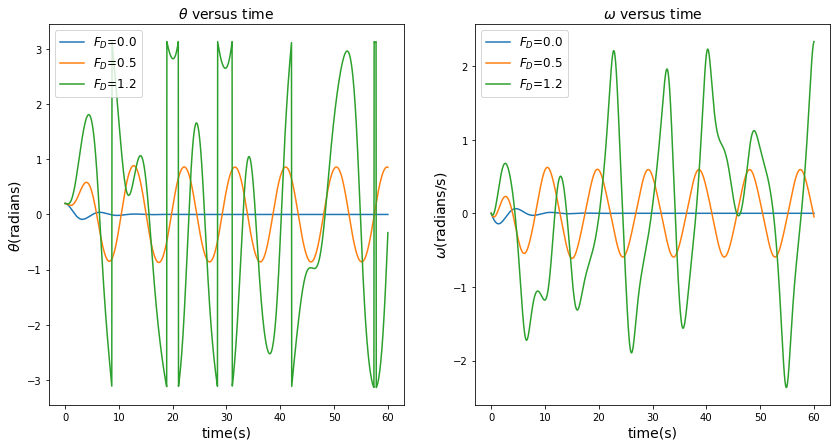 θ versus time
F_D=0.0
F_D=0.5
F_D=1.2
3
2
1
0
−1
−2
−3
θ(radians)
0 10 20 30 40 50 60
time(s)
ω versus time
F_D=0.0
F_D=0.5
F_D=1.2
2
1
0
−1
−2
ω(radians/s)
0 10 20 30 40 50 60
time(s)